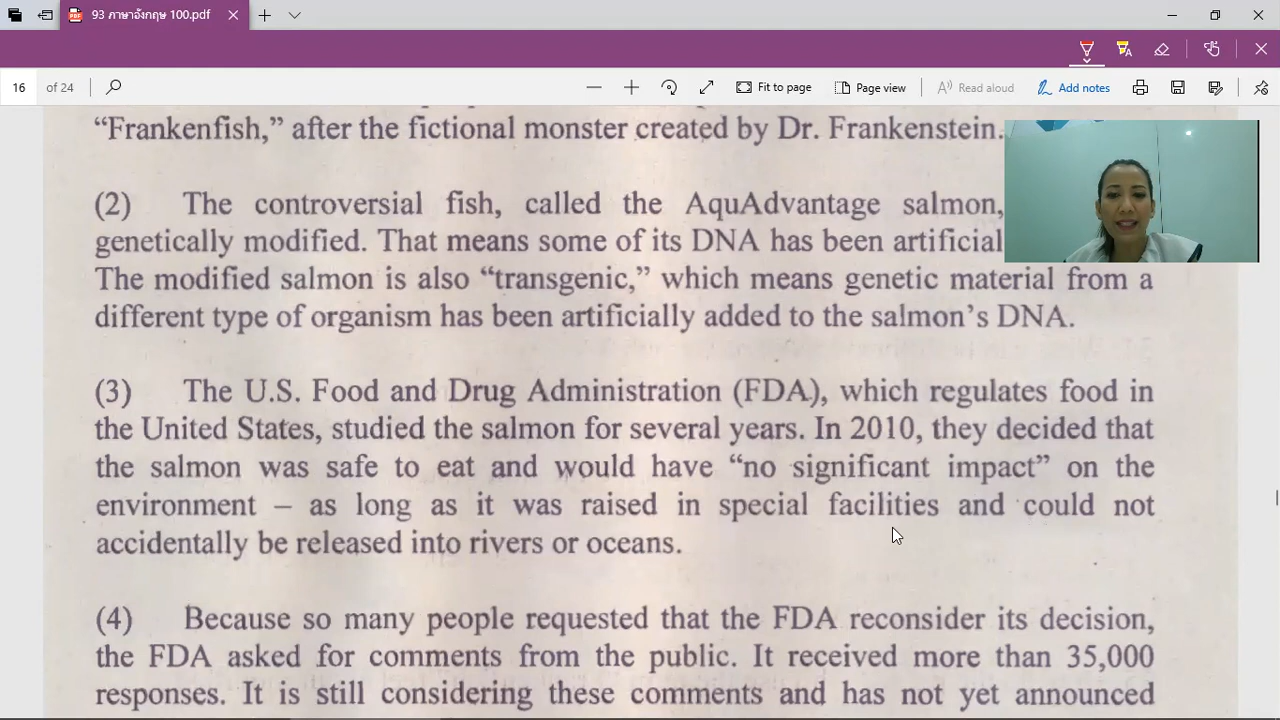 93 ภาษาอังกฤษ 100.pdf
16 of 24
Fit to page
Page view
Read aloud
Add notes
“Frankenfish,” after the fictional monster created by Dr. Frankenstein.
(2) The controversial fish, called the AquAdvantage salmon,
genetically modified. That means some of its DNA has been artificial
The modified salmon is also “transgenic,” which means genetic material from a
different type of organism has been artificially added to the salmon’s DNA.
(3) The U.S. Food and Drug Administration (FDA), which regulates food in
the United States, studied the salmon for several years. In 2010, they decided that
the salmon was safe to eat and would have “no significant impact” on the
environment – as long as it was raised in special facilities and could not
accidentally be released into rivers or oceans.
(4) Because so many people requested that the FDA reconsider its decision,
the FDA asked for comments from the public. It received more than 35,000
responses. It is still considering these comments and has not yet announced